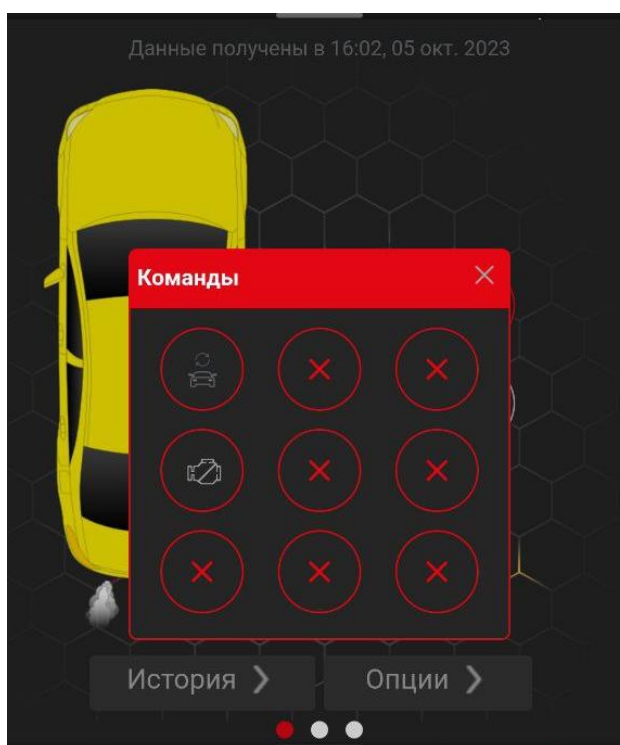 Данные получены в 16:02, 05 окт. 2023
Команды
История
Опции